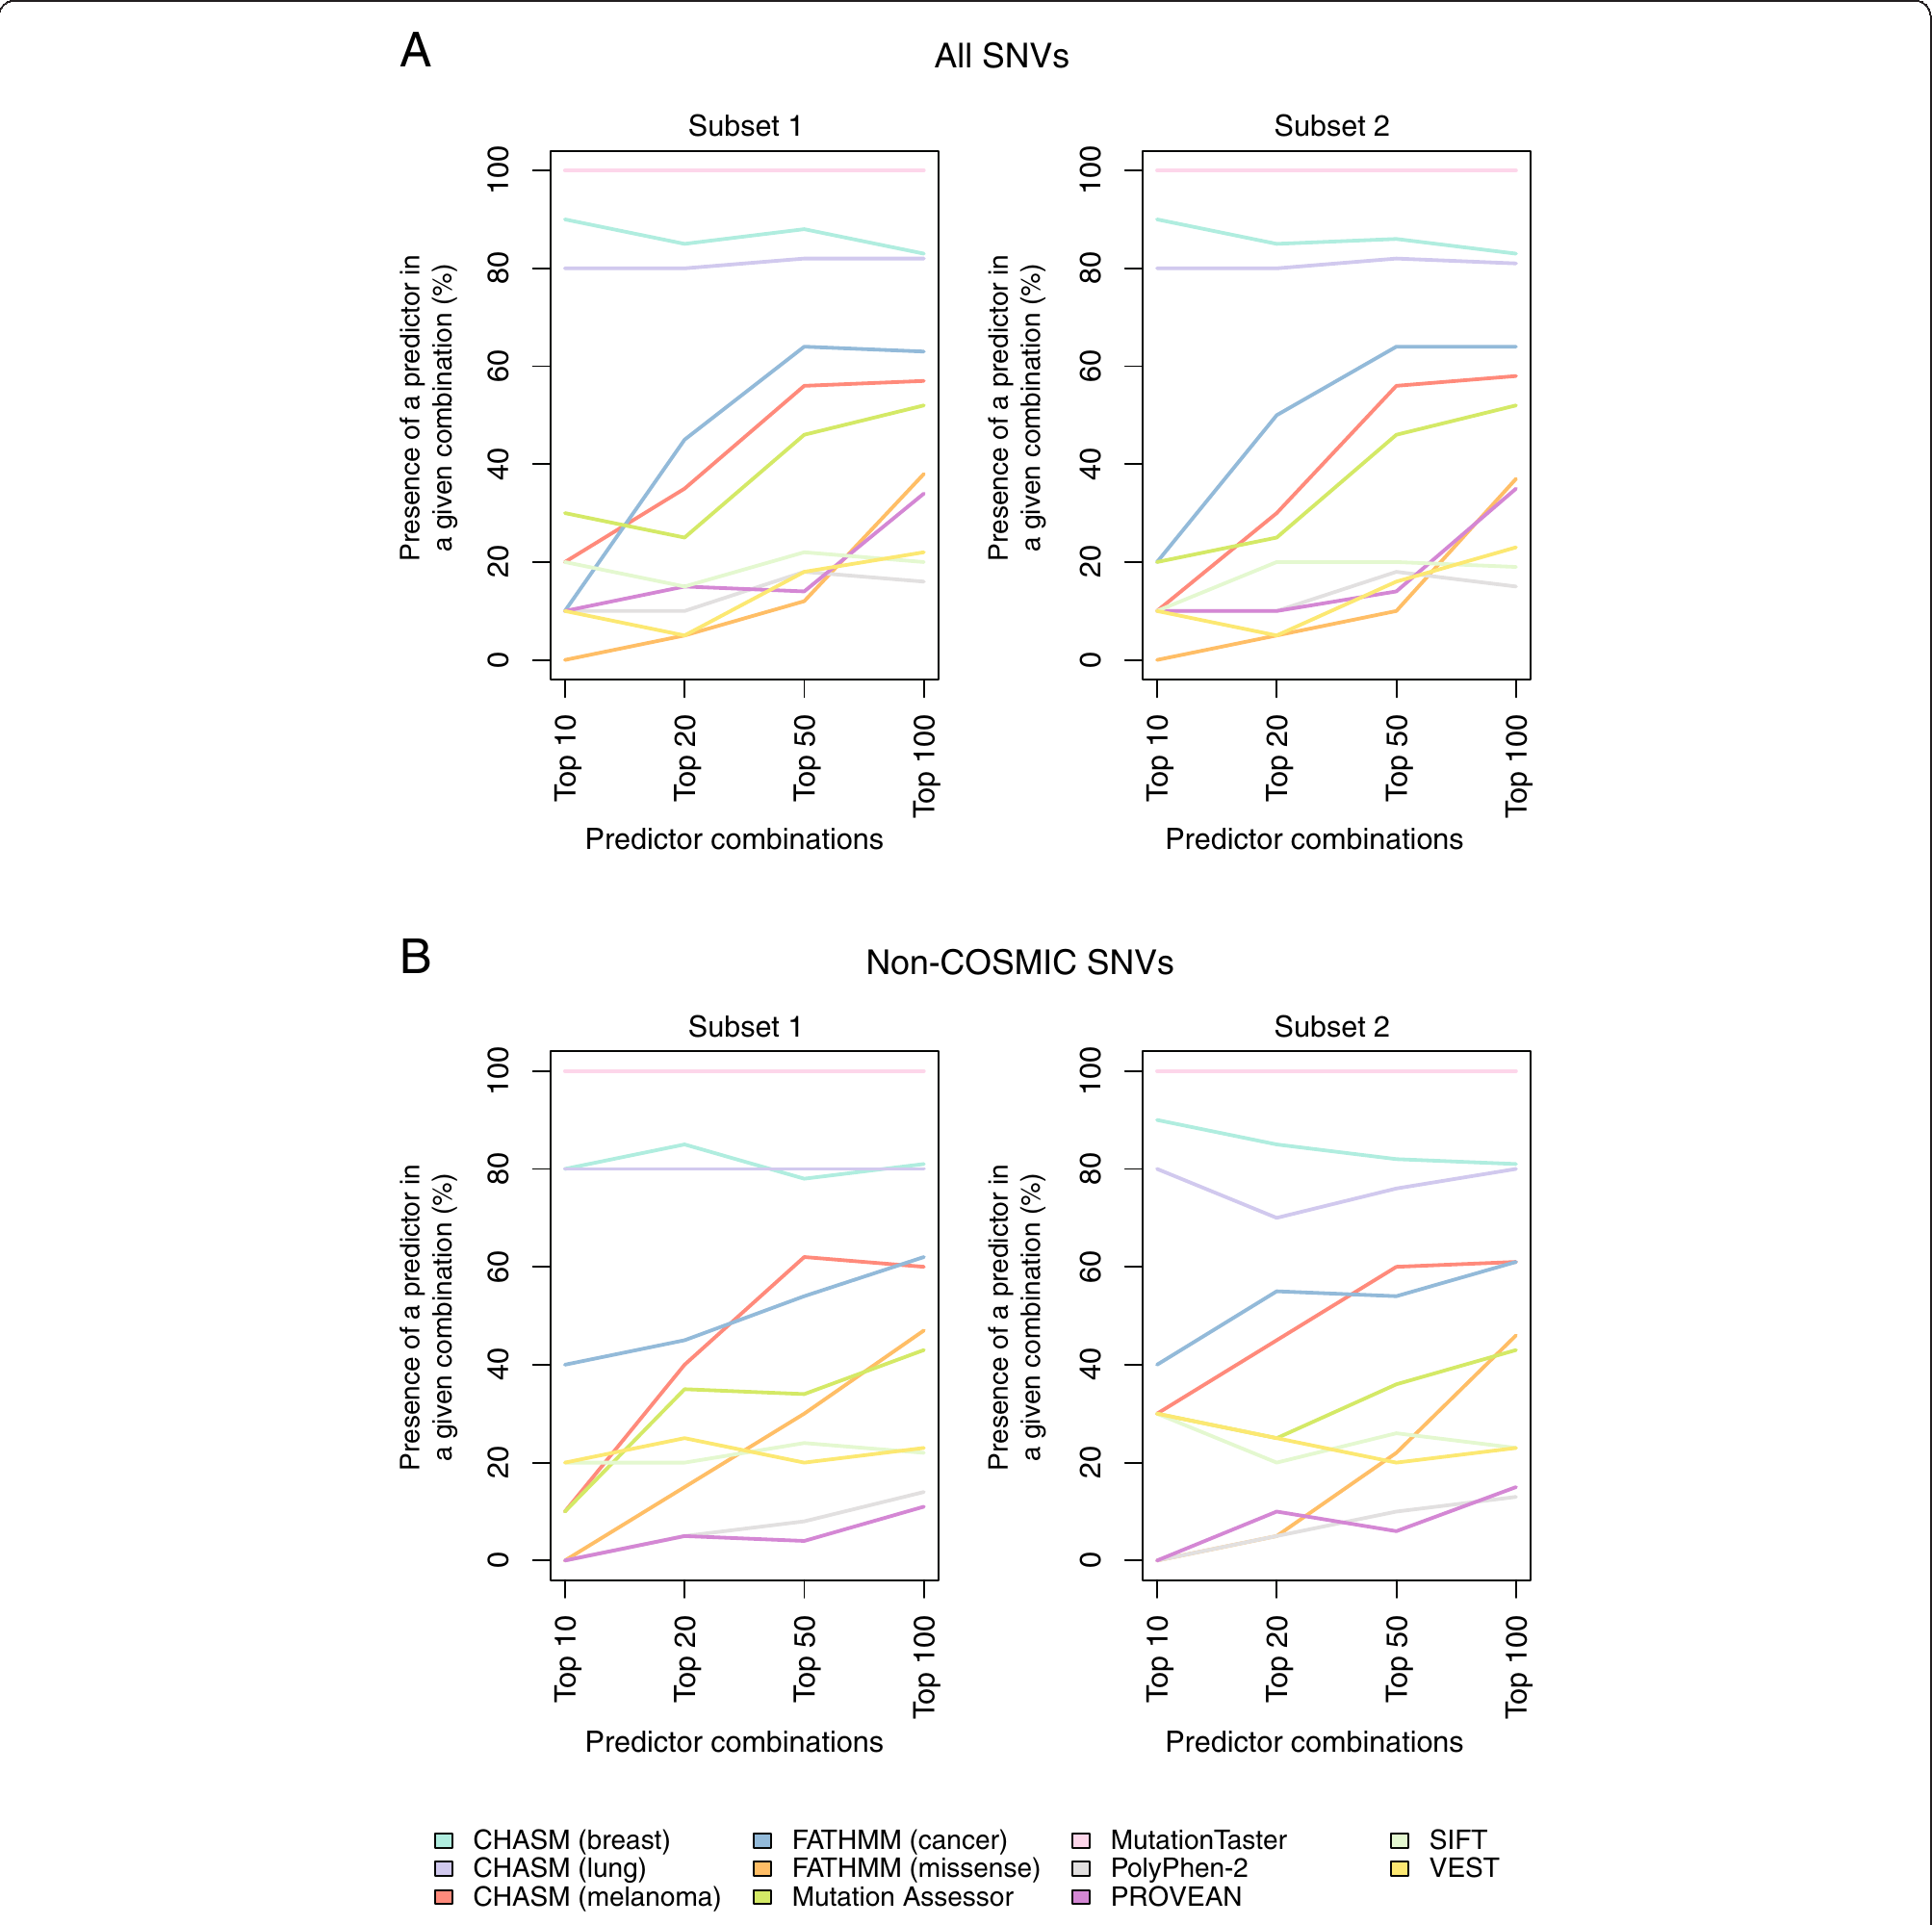 A
All SNVs
Subset 1
Subset 2
Presence of a predictor in
a given combination (%)
100
80
60
40
20
0
Top 10
Top 20
Top 50
Top 100
Predictor combinations
Presence of a predictor in
a given combination (%)
100
80
60
40
20
0
Top 10
Top 20
Top 50
Top 100
Predictor combinations
B
Non-COSMIC SNVs
Subset 1
Subset 2
Presence of a predictor in
a given combination (%)
100
80
60
40
20
0
Top 10
Top 20
Top 50
Top 100
Predictor combinations
Presence of a predictor in
a given combination (%)
100
80
60
40
20
0
Top 10
Top 20
Top 50
Top 100
Predictor combinations
CHASM (breast)
CHASM (lung)
CHASM (melanoma)
FATHMM (cancer)
FATHMM (missense)
Mutation Assessor
MutationTaster
PolyPhen-2
PROVEAN
SIFT
VEST